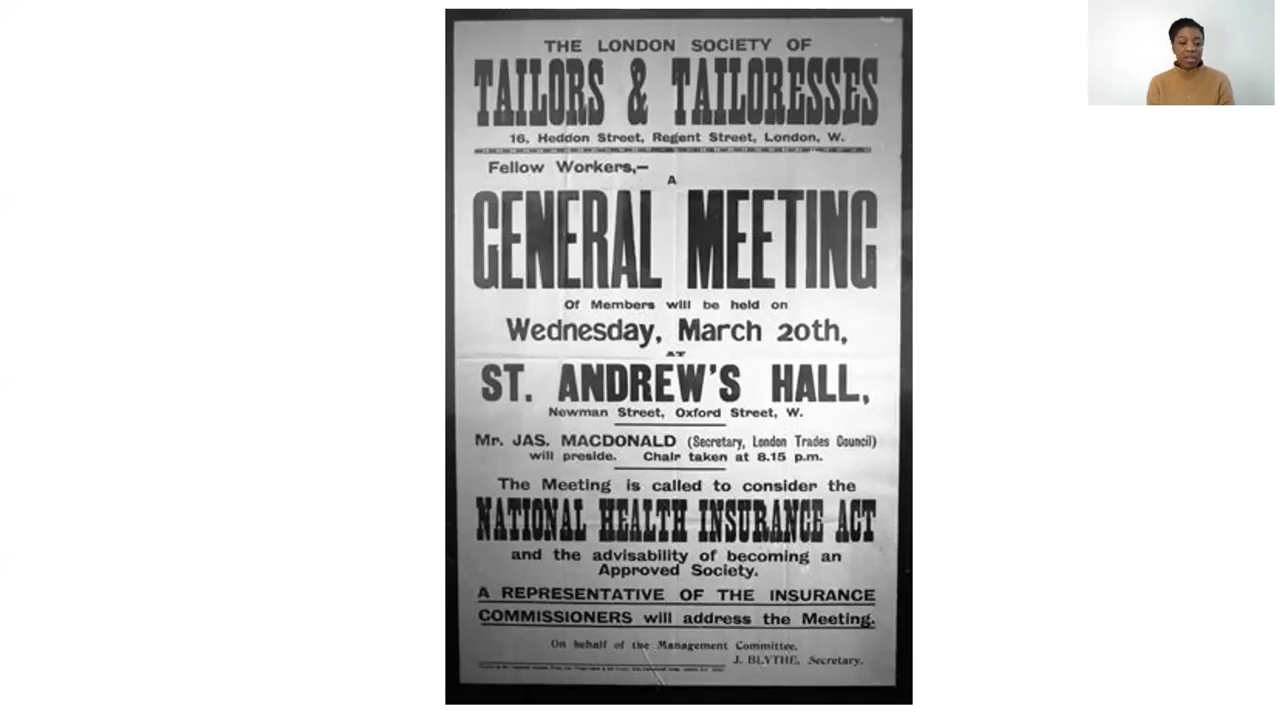 THE LONDON SOCIETY OF
TAILORS & TAILORESSES
16, Heddon Street, Regent Street, London, W.
Fellow Workers,—
A
GENERAL MEETING
Of Members will be held on
Wednesday, March 20th,
AT
ST. ANDREW'S HALL,
Newman Street, Oxford Street, W.
Mr. JAS. MACDONALD (Secretary, London Trades Council)
will preside. Chair taken at 8.15 p.m.
The Meeting is called to consider the
NATIONAL HEALTH INSURANCE ACT
and the advisability of becoming an
Approved Society.
A REPRESENTATIVE OF THE INSURANCE
COMMISSIONERS will address the Meeting.
On behalf of the Management Committee,
J. BLYTHE, Secretary.